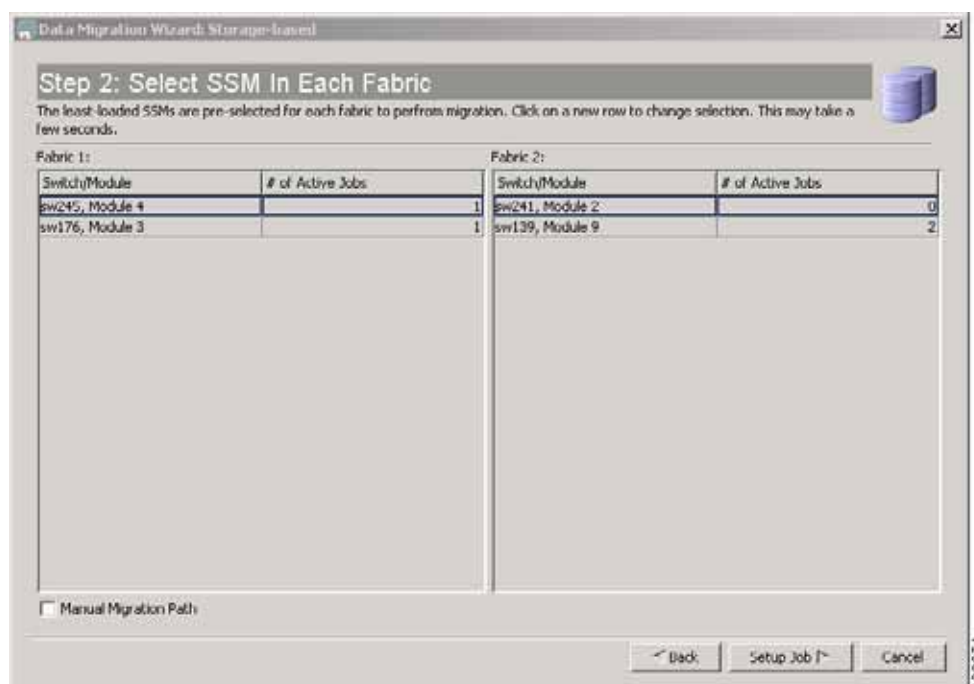 Data Migration Wizard: Storage-based
Step 2: Select SSM In Each Fabric
The least-loaded SSMs are pre-selected for each fabric to perfrom migration. Click on a new row to change selection. This may take a
few seconds.
Fabric 1:
Switch/Module # of Active Jobs
sw245, Module 4 1
sw176, Module 3 1
Fabric 2:
Switch/Module # of Active Jobs
sw241, Module 2 0
sw139, Module 9 2
Manual Migration Path
Back Setup Job Cancel